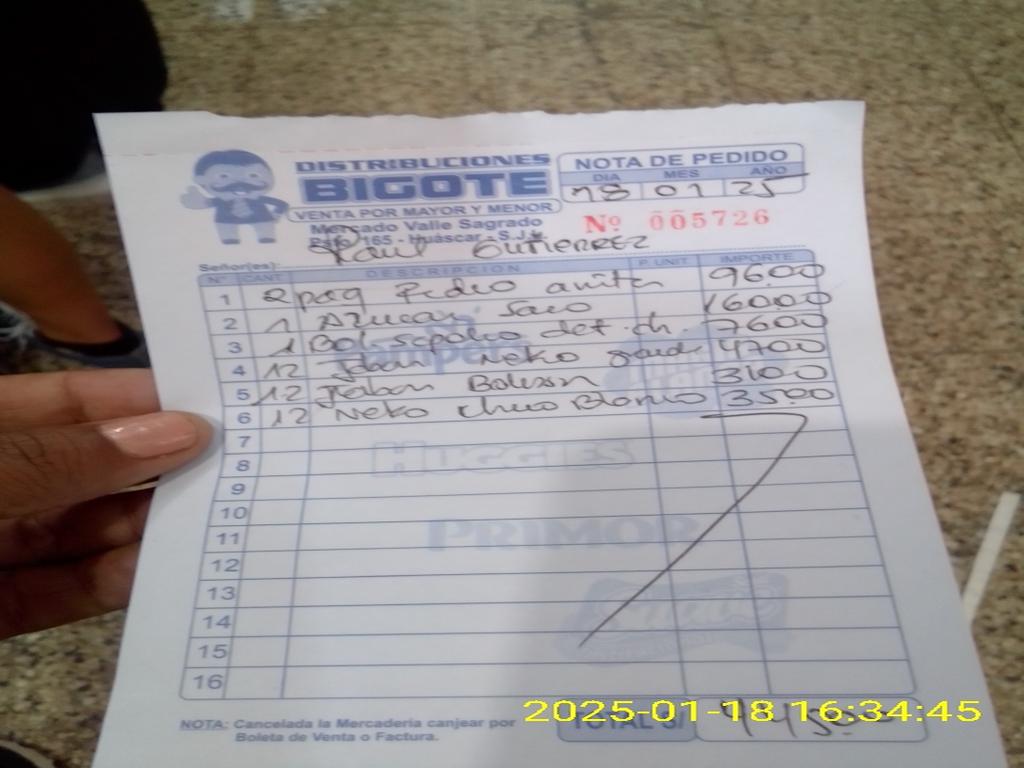 DISTRIBUCIONES
BIGOTE
VENTA POR MAYOR Y MENOR
Mercado Valle Sagrado
165 - Huáscar - S.J.L.
NOTA DE PEDIDO
DIA MES AÑO
18 01 25
Nº 005726
Señor(es): Raul Gutierrez
Nº CANT. DESCRIPCION P. UNIT. IMPORTE
1 2 paq Pedro anita 96.00
2 1 Azucar Saco 160.00
3 1 Bol. sapolio det. ch. 76.00
4 12 Jabon Neko grand. 47.00
5 12 Jabon Bolivar 31.00
6 12 Neko chico Blanco 35.00
7
8
9
10
11
12
13
14
15
16
HUGGIES
PRIMOR
NOTA: Cancelada la Mercadería canjear por
Boleta de Venta o Factura.
TOTAL S/
2025-01-18 16:34:45